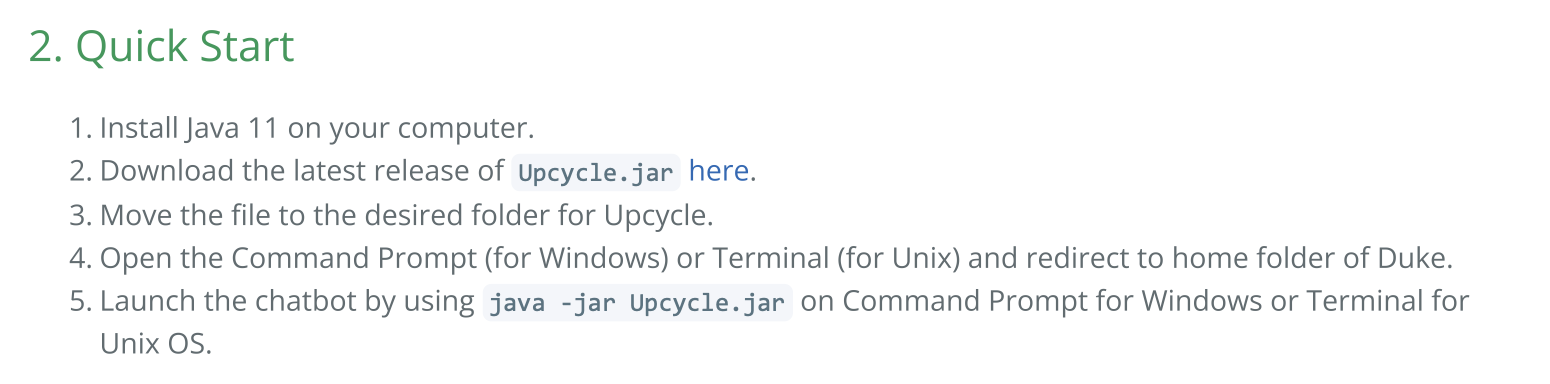 2. Quick Start
1. Install Java 11 on your computer.
2. Download the latest release of Upcycle.jar here.
3. Move the file to the desired folder for Upcycle.
4. Open the Command Prompt (for Windows) or Terminal (for Unix) and redirect to home folder of Duke.
5. Launch the chatbot by using java -jar Upcycle.jar on Command Prompt for Windows or Terminal for
Unix OS.